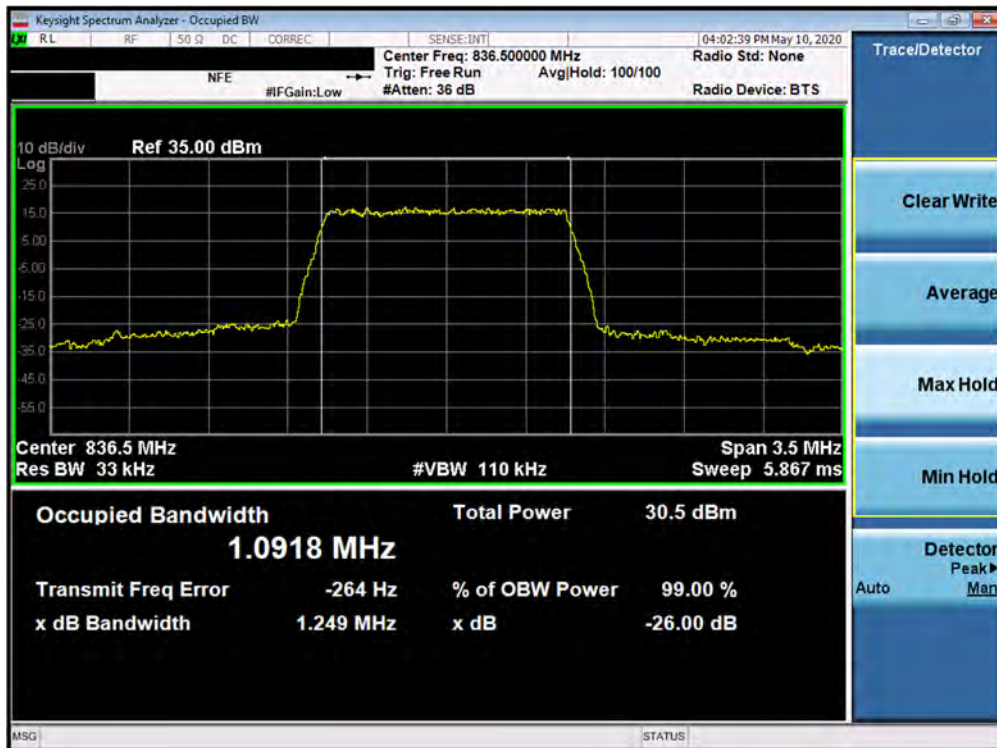 Keysight Spectrum Analyzer - Occupied BW
LXI RL RF 50 Ω DC CORREC SENSE:INT 04:02:39 PM May 10, 2020
Center Freq: 836.500000 MHz Radio Std: None
NFE Trig: Free Run Avg|Hold: 100/100
#IFGain:Low #Atten: 36 dB Radio Device: BTS
10 dB/div Ref 35.00 dBm
Log
25.0
15.0
5.00
-5.00
-15.0
-25.0
-35.0
-45.0
-55.0
Center 836.5 MHz Span 3.5 MHz
Res BW 33 kHz #VBW 110 kHz Sweep 5.867 ms
Occupied Bandwidth Total Power 30.5 dBm
1.0918 MHz
Transmit Freq Error -264 Hz % of OBW Power 99.00 %
x dB Bandwidth 1.249 MHz x dB -26.00 dB
MSG STATUS
Trace/Detector
Clear Write
Average
Max Hold
Min Hold
Detector
Peak▶
Auto Man